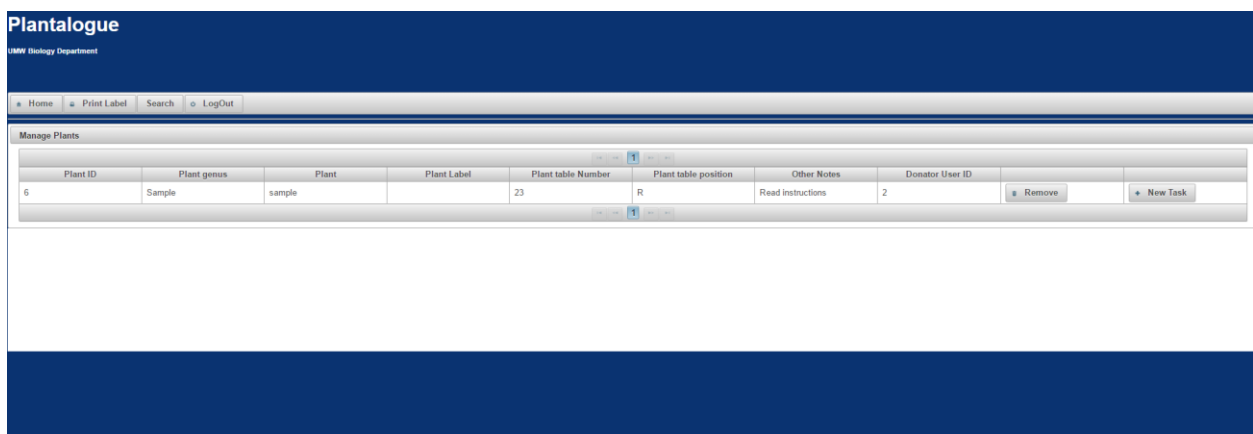 Plantalogue
UMW Biology Department
Home Print Label Search LogOut
Manage Plants
1
Plant ID Plant genus Plant Plant Label Plant table Number Plant table position Other Notes Donator User ID
6 Sample sample 23 R Read instructions 2 Remove New Task
1